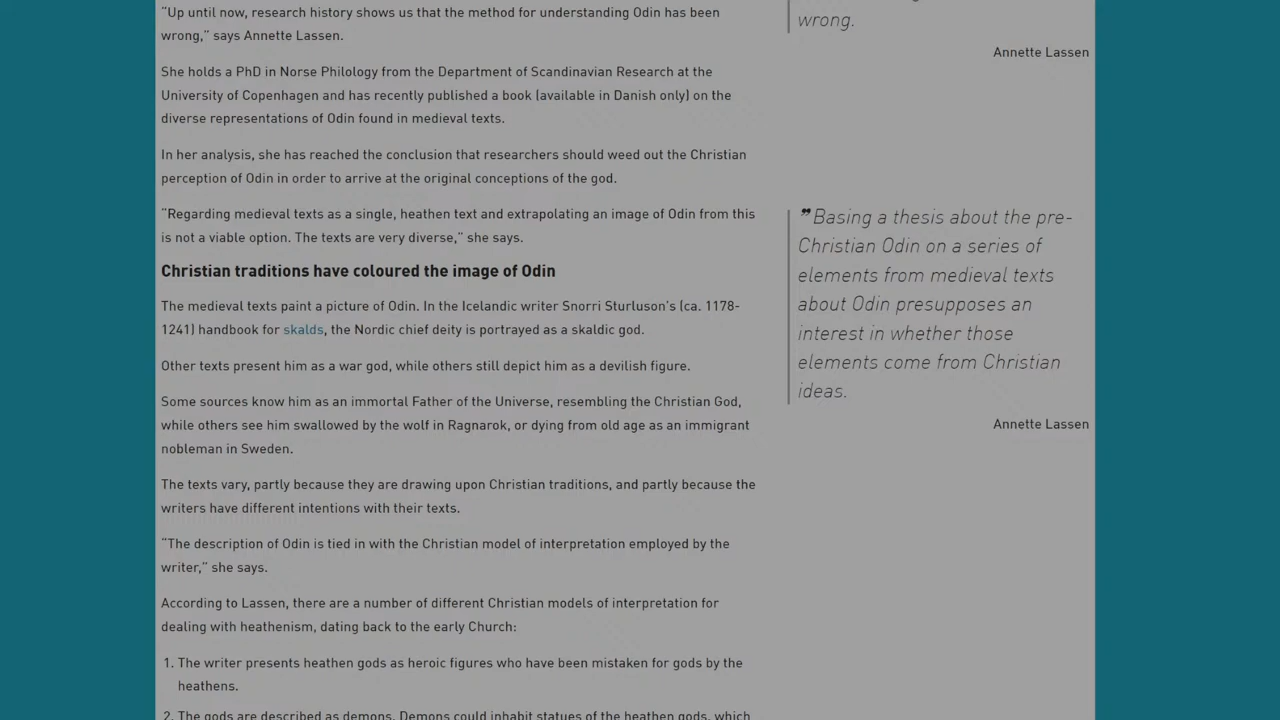 “Up until now, research history shows us that the method for understanding Odin has been
wrong,” says Annette Lassen.
She holds a PhD in Norse Philology from the Department of Scandinavian Research at the
University of Copenhagen and has recently published a book (available in Danish only) on the
diverse representations of Odin found in medieval texts.
In her analysis, she has reached the conclusion that researchers should weed out the Christian
perception of Odin in order to arrive at the original conceptions of the god.
“Regarding medieval texts as a single, heathen text and extrapolating an image of Odin from this
is not a viable option. The texts are very diverse,” she says.
Christian traditions have coloured the image of Odin
The medieval texts paint a picture of Odin. In the Icelandic writer Snorri Sturluson’s (ca. 1178-
1241) handbook for skalds, the Nordic chief deity is portrayed as a skaldic god.
Other texts present him as a war god, while others still depict him as a devilish figure.
Some sources know him as an immortal Father of the Universe, resembling the Christian God,
while others see him swallowed by the wolf in Ragnarok, or dying from old age as an immigrant
nobleman in Sweden.
The texts vary, partly because they are drawing upon Christian traditions, and partly because the
writers have different intentions with their texts.
“The description of Odin is tied in with the Christian model of interpretation employed by the
writer,” she says.
According to Lassen, there are a number of different Christian models of interpretation for
dealing with heathenism, dating back to the early Church:
1. The writer presents heathen gods as heroic figures who have been mistaken for gods by the
heathens.
2. The gods are described as demons. Demons could inhabit statues of the heathen gods, which
wrong.
Annette Lassen
❞ Basing a thesis about the pre-
Christian Odin on a series of
elements from medieval texts
about Odin presupposes an
interest in whether those
elements come from Christian
ideas.
Annette Lassen